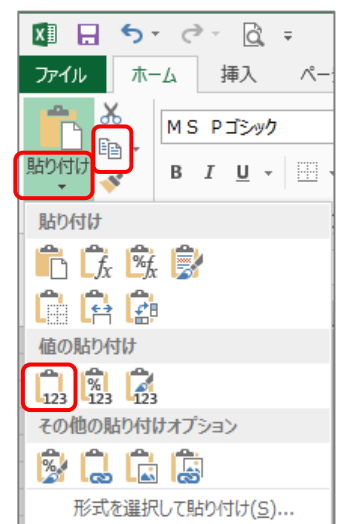 ファイル ホーム 挿入 ペー
ＭＳ Ｐゴシック
貼り付け
B I U
貼り付け
fx %fx
値の貼り付け
123 % 123 123
その他の貼り付けオプション
%
形式を選択して貼り付け(S)...